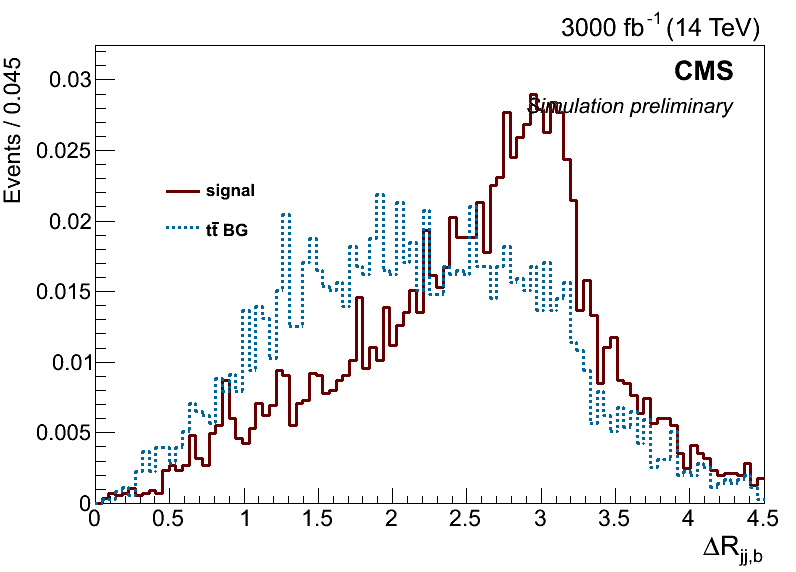 3000 fb⁻¹ (14 TeV)
Events / 0.045
CMS
Simulation preliminary
0.03
0.025
0.02
0.015
0.01
0.005
0
signal
tt̄ BG
0 0.5 1 1.5 2 2.5 3 3.5 4 4.5
ΔR_jj,b